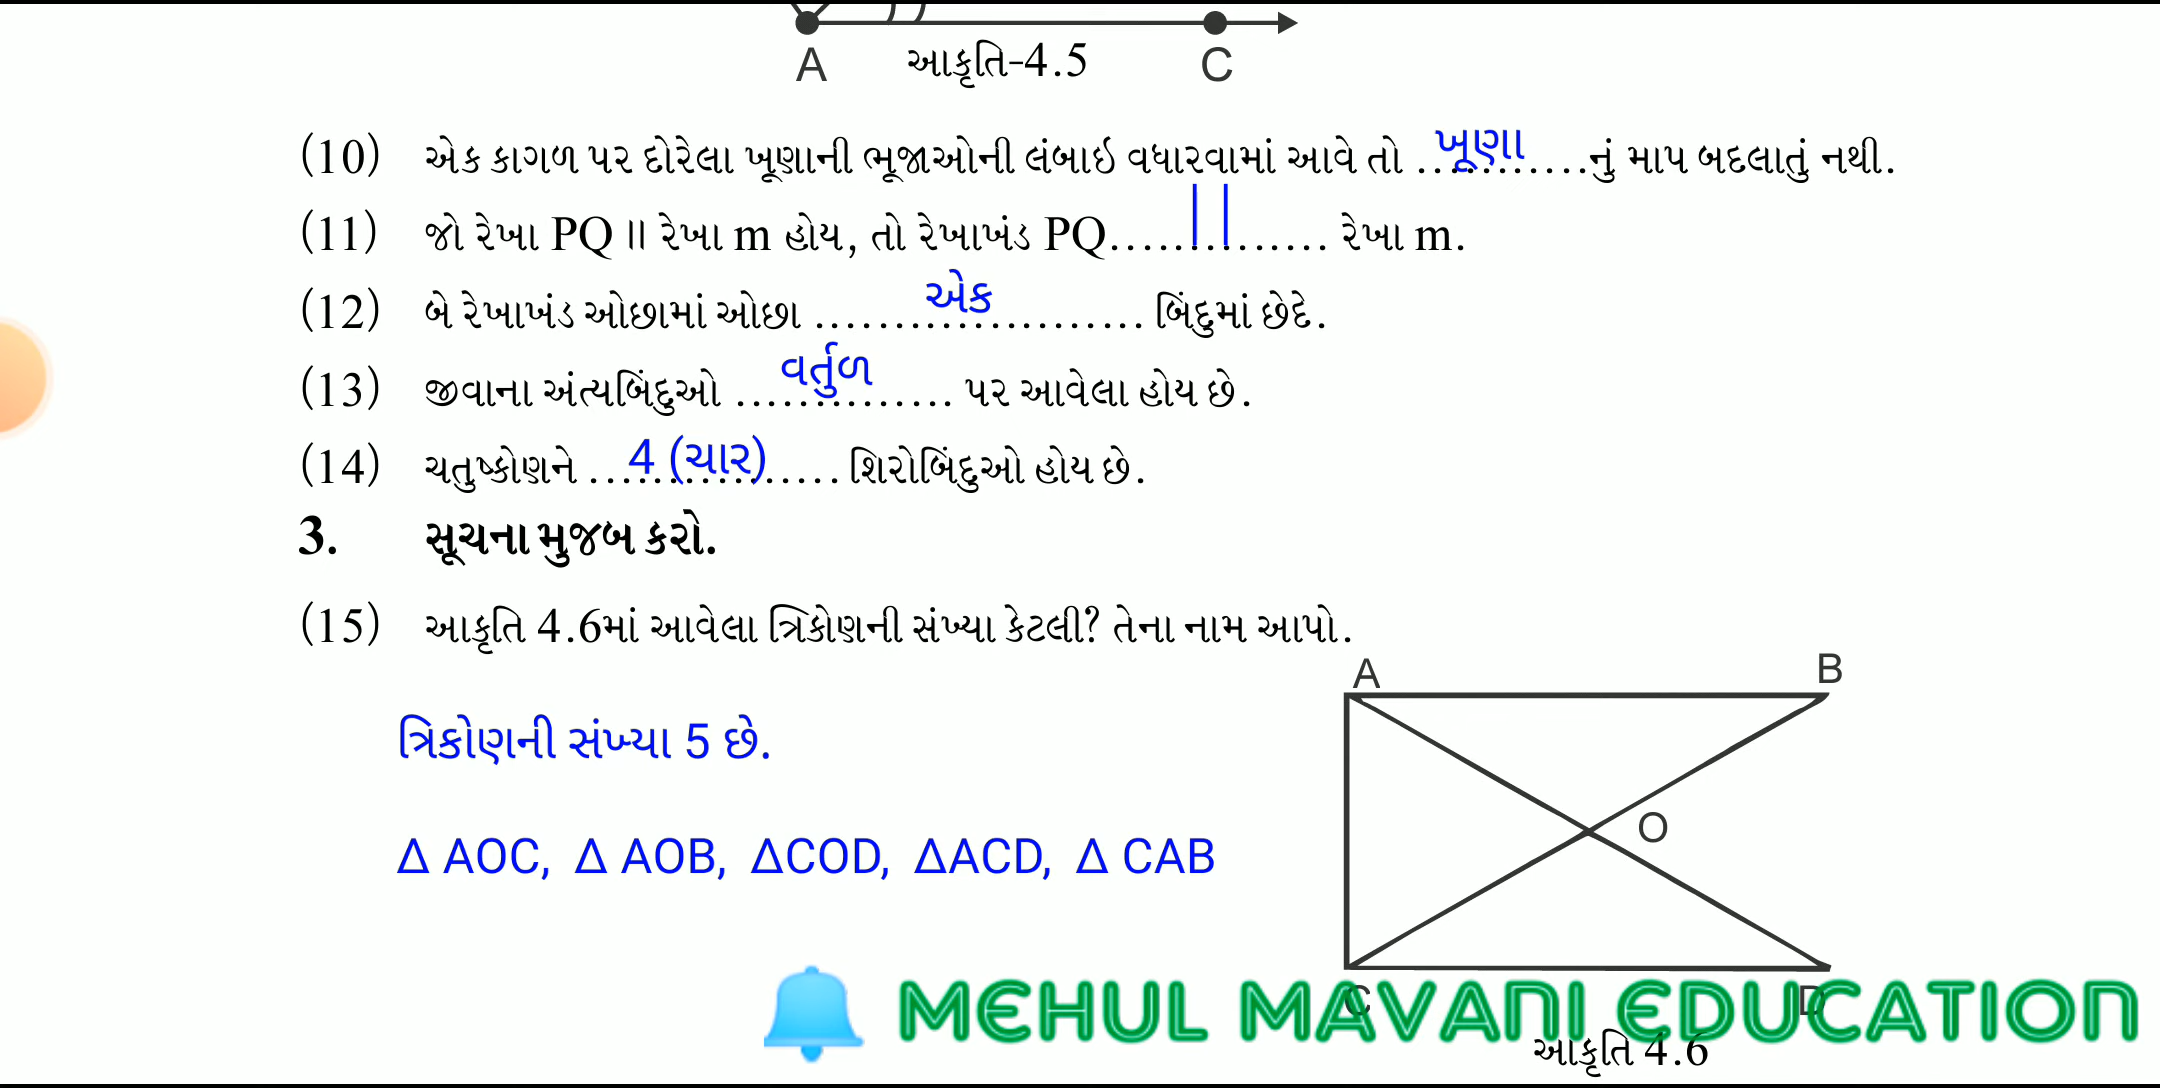 A આકૃતિ-4.5 C
(10) એક કાગળ પર દોરેલા ખૂણાની ભૂજાઓની લંબાઇ વધારવામાં આવે તો ....ખૂણા.......નું માપ બદલાતું નથી.
(11) જો રેખા PQ || રેખા m હોય, તો રેખાખંડ PQ.....||....... રેખા m.
(12) બે રેખાખંડ ઓછામાં ઓછા .......એક......... બિંદુમાં છેદે.
(13) જીવાના અંત્યબિંદુઓ ...વર્તુળ..... પર આવેલા હોય છે.
(14) ચતુષ્કોણને ...4 (ચાર)..... શિરોબિંદુઓ હોય છે.
3. સૂચના મુજબ કરો.
(15) આકૃતિ 4.6માં આવેલા ત્રિકોણની સંખ્યા કેટલી? તેના નામ આપો.
A B
ત્રિકોણની સંખ્યા 5 છે.
O
Δ AOC, Δ AOB, ΔCOD, ΔACD, Δ CAB
C D
MEHUL MAVANI EDUCATION
આકૃતિ 4.6